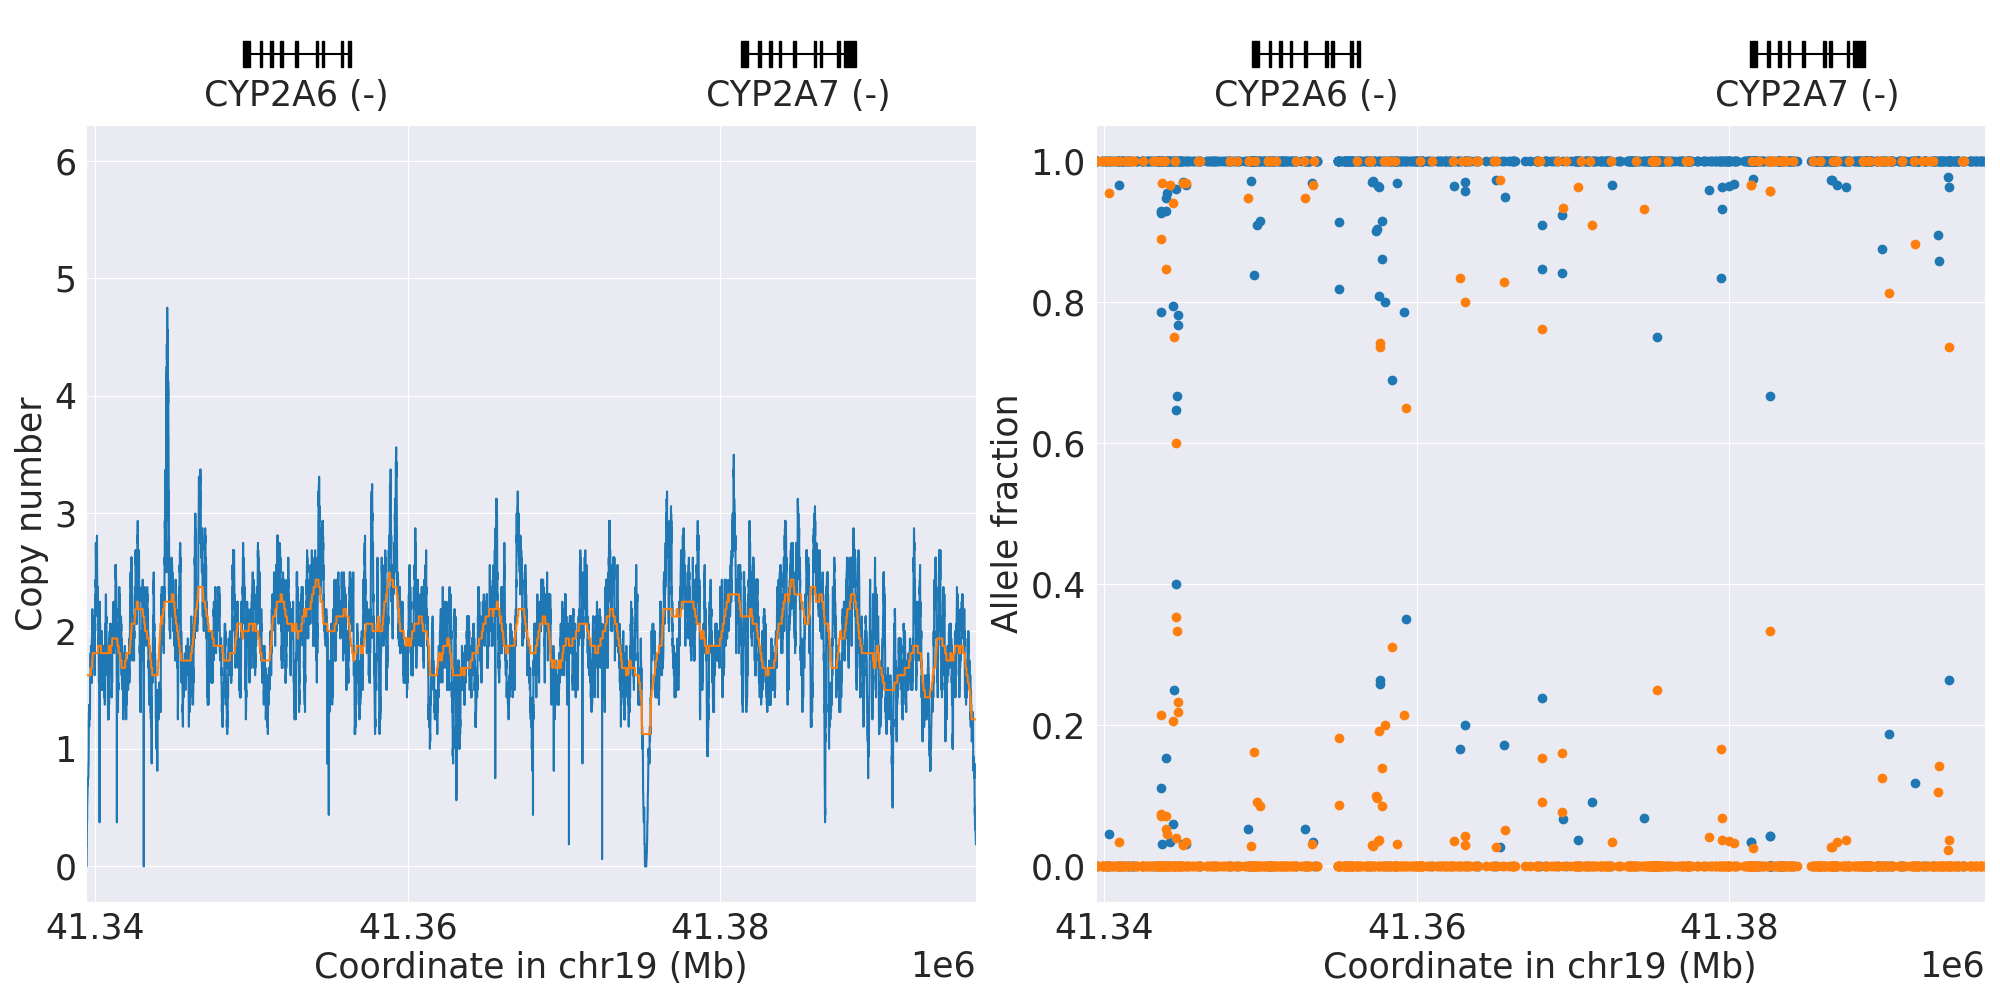 CYP2A6 (-) CYP2A7 (-)
6
5
4
3
2
1
0
Copy number
41.34 41.36 41.38
Coordinate in chr19 (Mb) 1e6
CYP2A6 (-) CYP2A7 (-)
1.0
0.8
0.6
0.4
0.2
0.0
Allele fraction
41.34 41.36 41.38
Coordinate in chr19 (Mb) 1e6